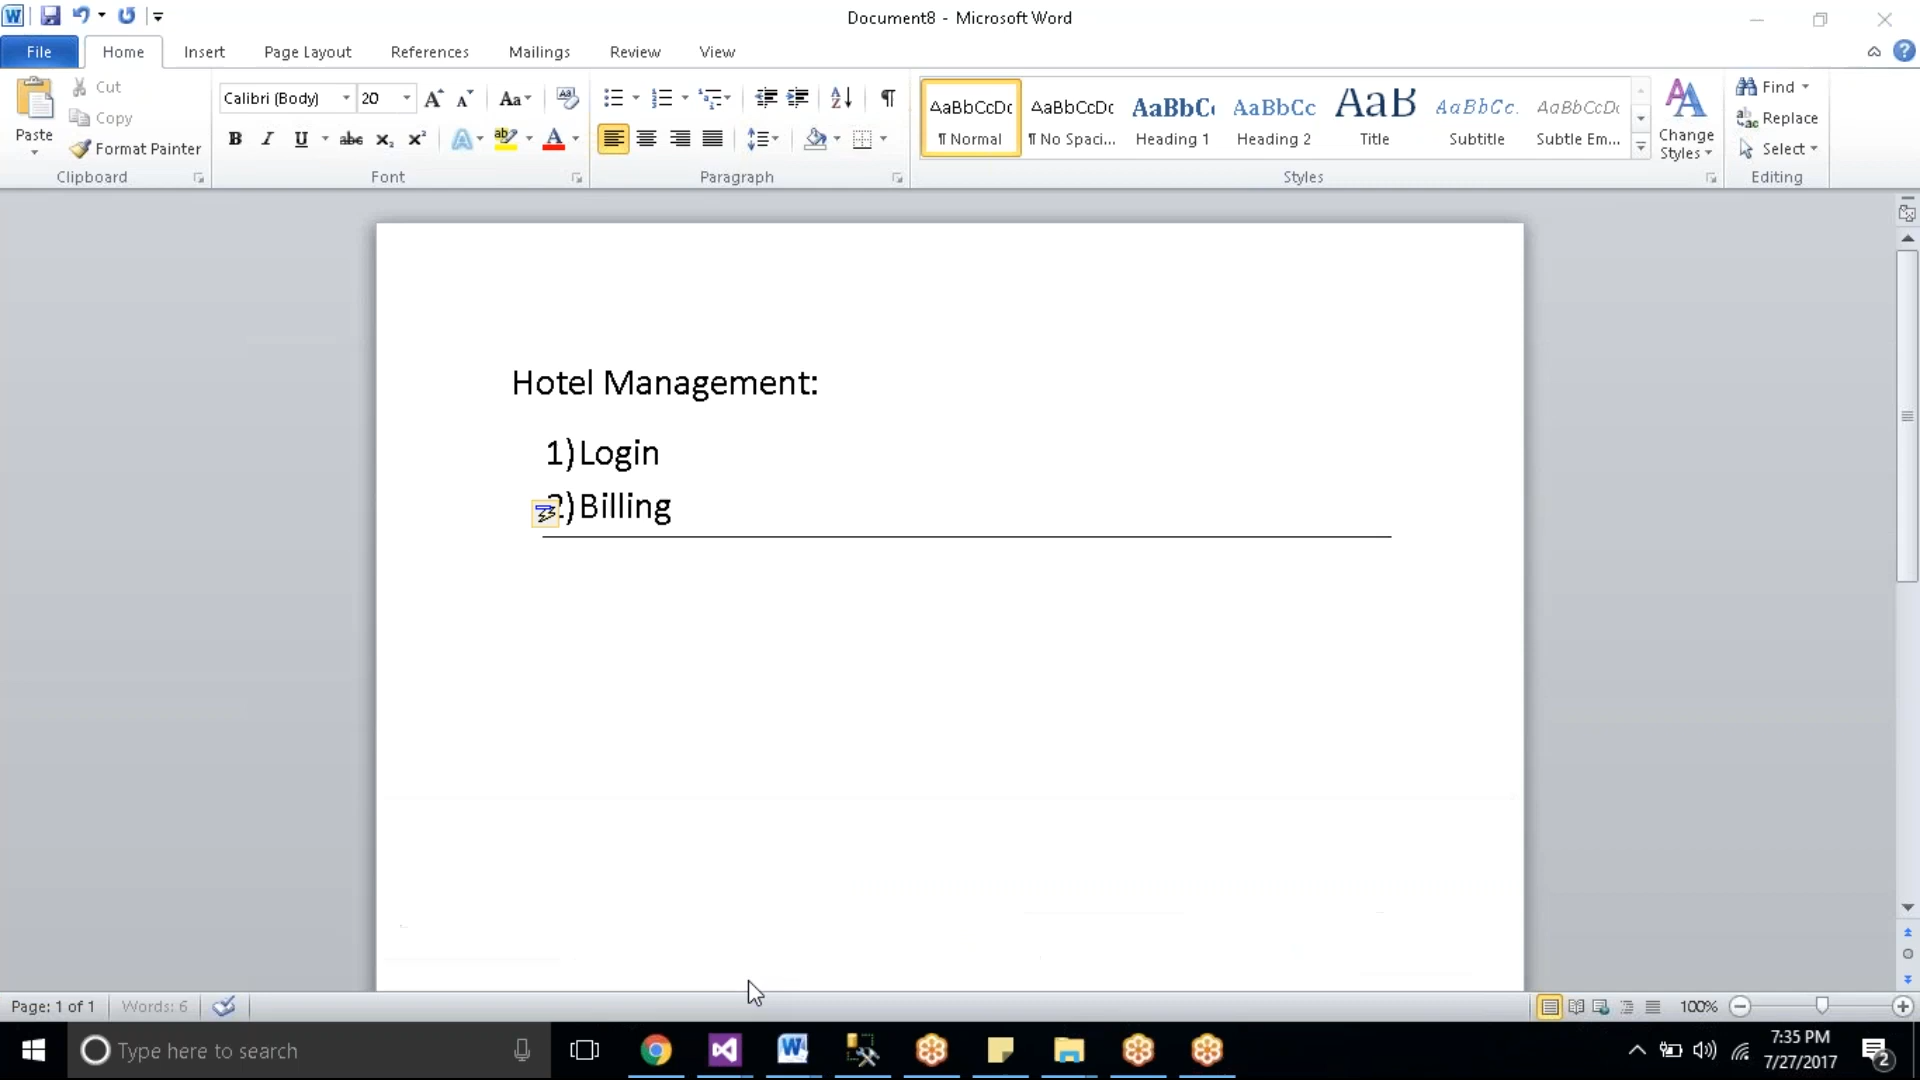 Document8 - Microsoft Word
File Home Insert Page Layout References Mailings Review View
Paste
Cut
Copy
Format Painter
Clipboard
Calibri (Body) 20
Font
Paragraph
AaBbCcDc AaBbCcDc AaBbC AaBbCc AaB AaBbCc. AaBbCcDc
¶ Normal ¶ No Spaci... Heading 1 Heading 2 Title Subtitle Subtle Em...
Change Styles
Styles
Find
Replace
Select
Editing
Hotel Management:
1)Login
2)Billing
Page: 1 of 1 Words: 6 100%
Type here to search
7:35 PM
7/27/2017
2